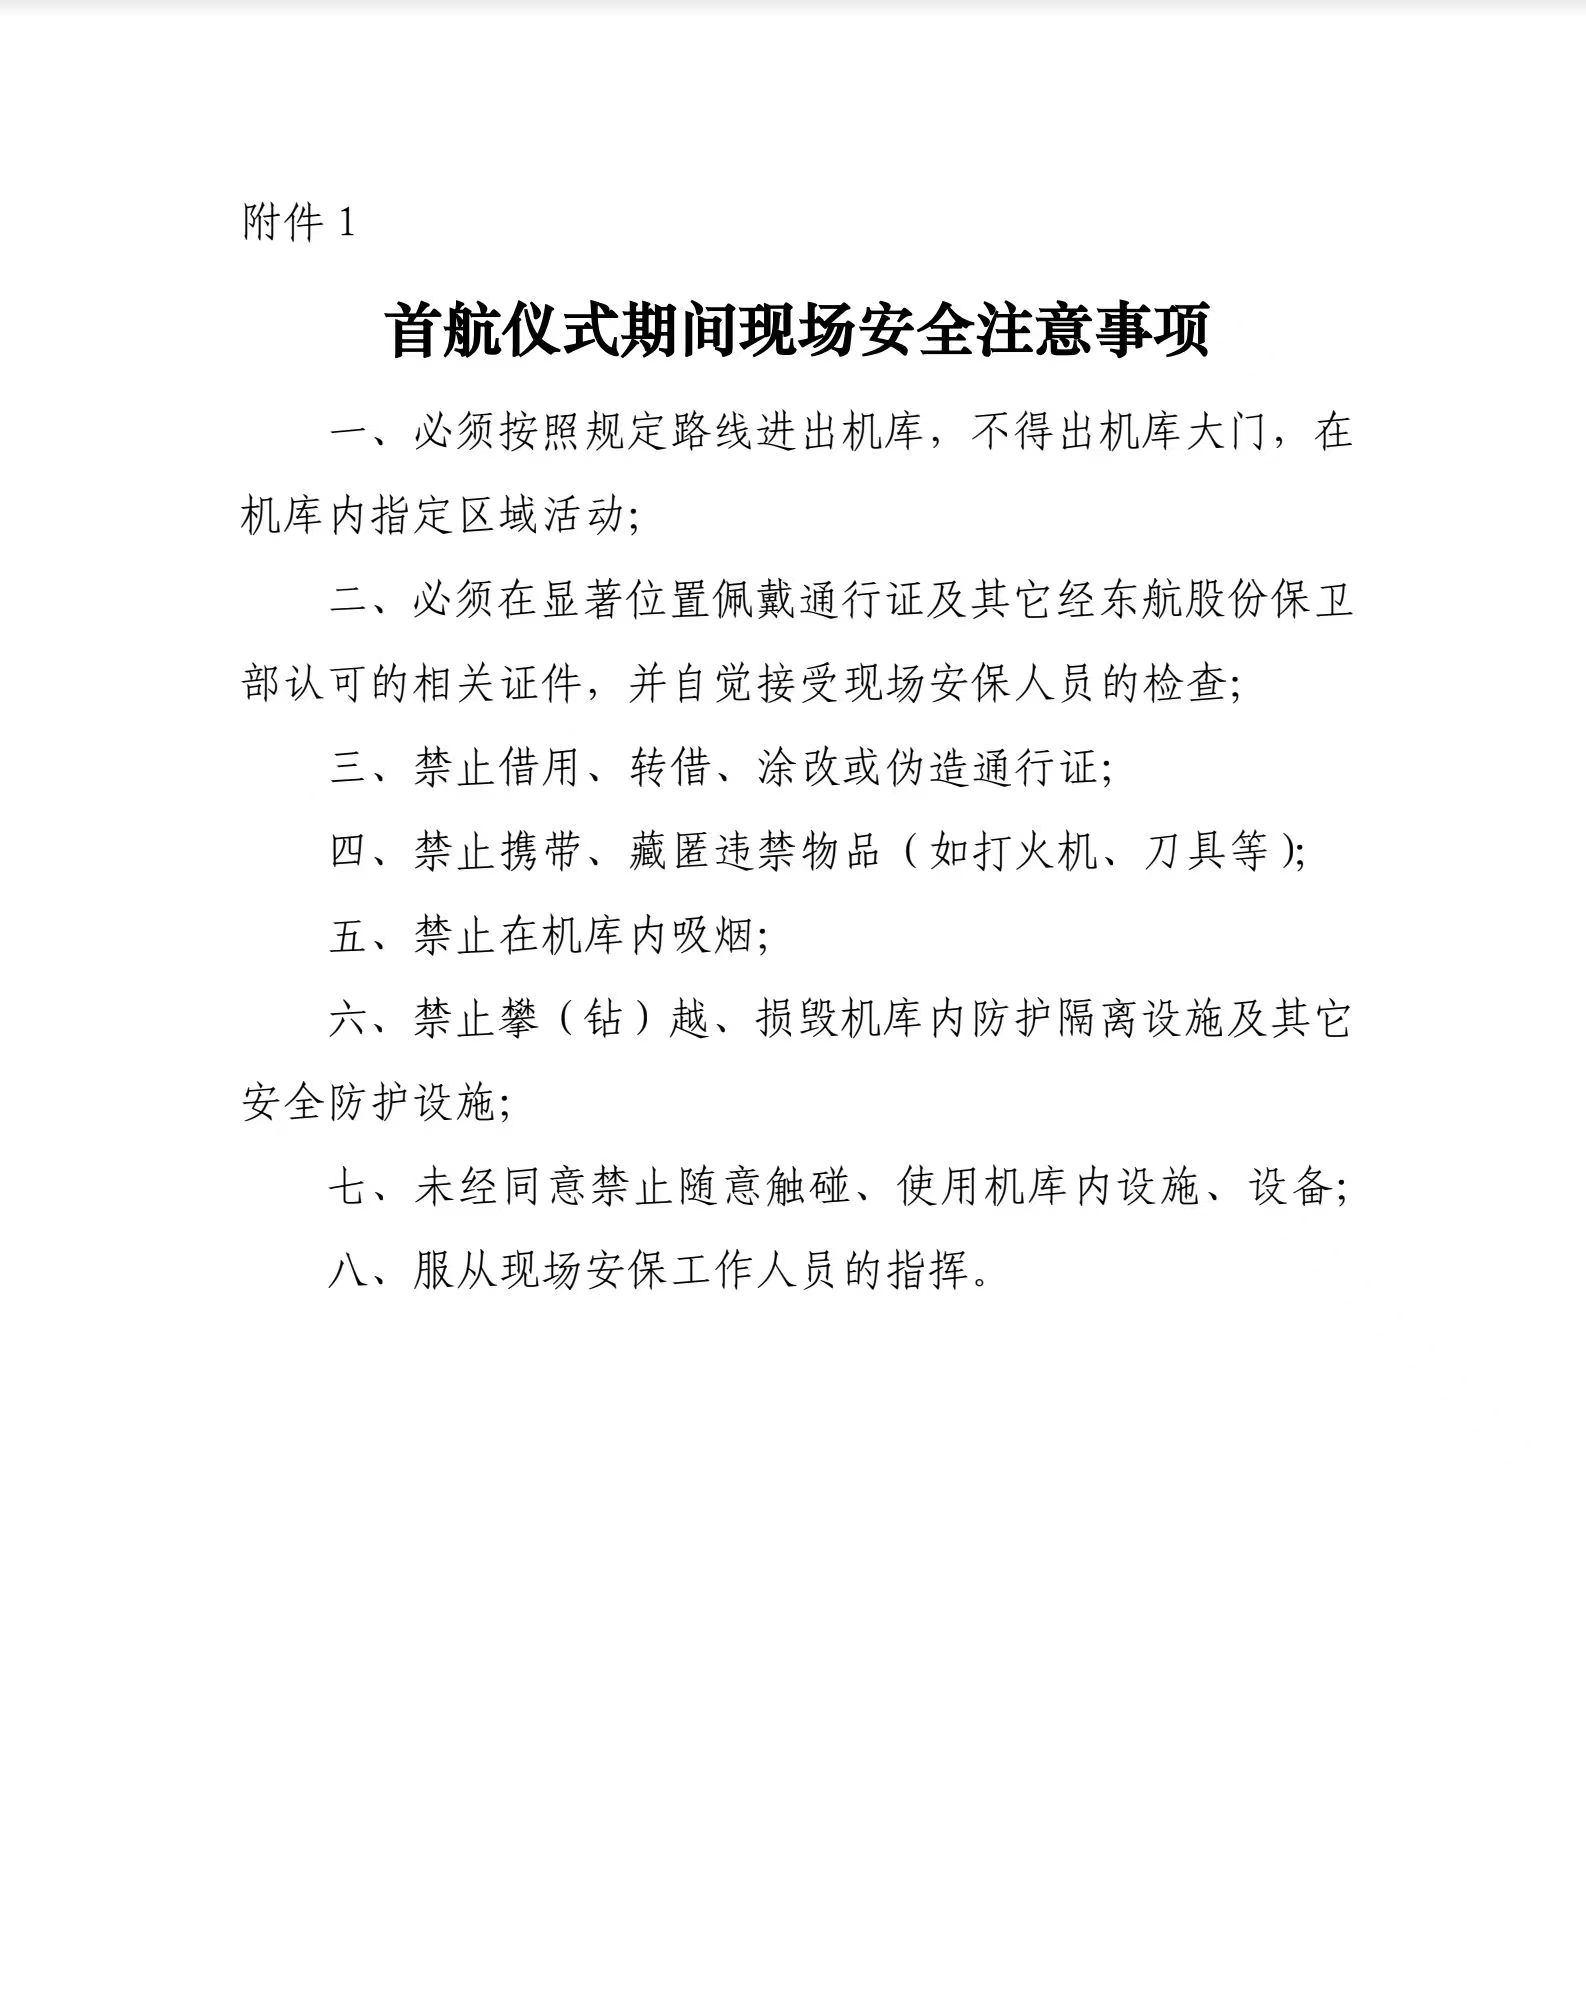 附件 1
首航仪式期间现场安全注意事项
一、必须按照规定路线进出机库，不得出机库大门，在
机库内指定区域活动；
二、必须在显著位置佩戴通行证及其它经东航股份保卫
部认可的相关证件，并自觉接受现场安保人员的检查；
三、禁止借用、转借、涂改或伪造通行证；
四、禁止携带、藏匿违禁物品（如打火机、刀具等）；
五、禁止在机库内吸烟；
六、禁止攀（钻）越、损毁机库内防护隔离设施及其它
安全防护设施；
七、未经同意禁止随意触碰、使用机库内设施、设备；
八、服从现场安保工作人员的指挥。